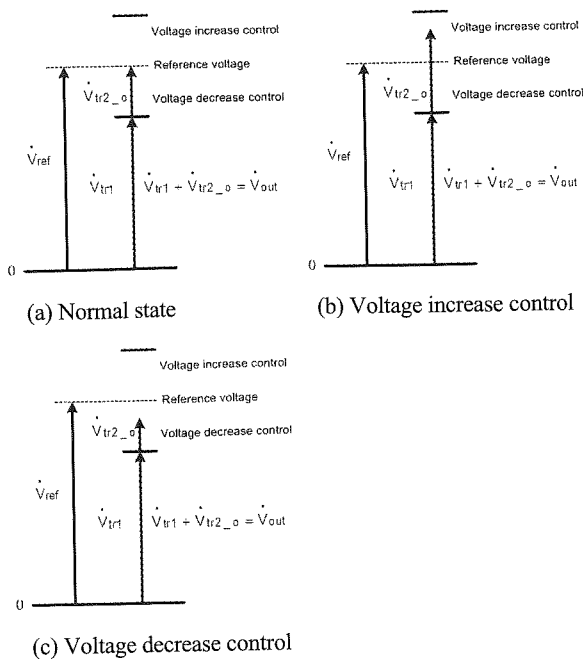 Voltage increase control
Reference voltage
V̇tr2_o
Voltage decrease control
V̇ref
V̇tr1
V̇tr1 + V̇tr2_o = V̇out
0
(a) Normal state
Voltage increase control
Reference voltage
V̇tr2_o
Voltage decrease control
V̇ref
V̇tr1
V̇tr1 + V̇tr2_o = V̇out
0
(b) Voltage increase control
Voltage increase control
Reference voltage
V̇tr2_o
Voltage decrease control
V̇ref
V̇tr1
V̇tr1 + V̇tr2_o = V̇out
0
(c) Voltage decrease control